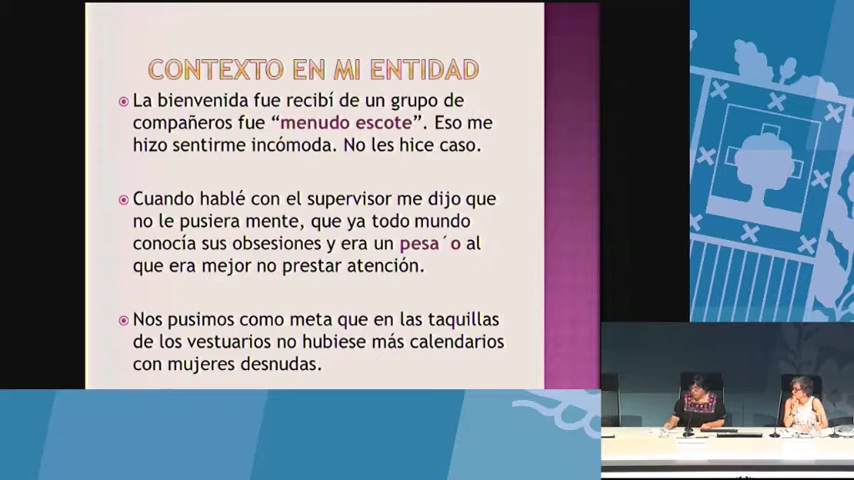 CONTEXTO EN MI ENTIDAD
La bienvenida fue recibí de un grupo de
compañeros fue “menudo escote”. Eso me
hizo sentirme incómoda. No les hice caso.
Cuando hablé con el supervisor me dijo que
no le pusiera mente, que ya todo mundo
conocía sus obsesiones y era un pesa´o al
que era mejor no prestar atención.
Nos pusimos como meta que en las taquillas
de los vestuarios no hubiese más calendarios
con mujeres desnudas.